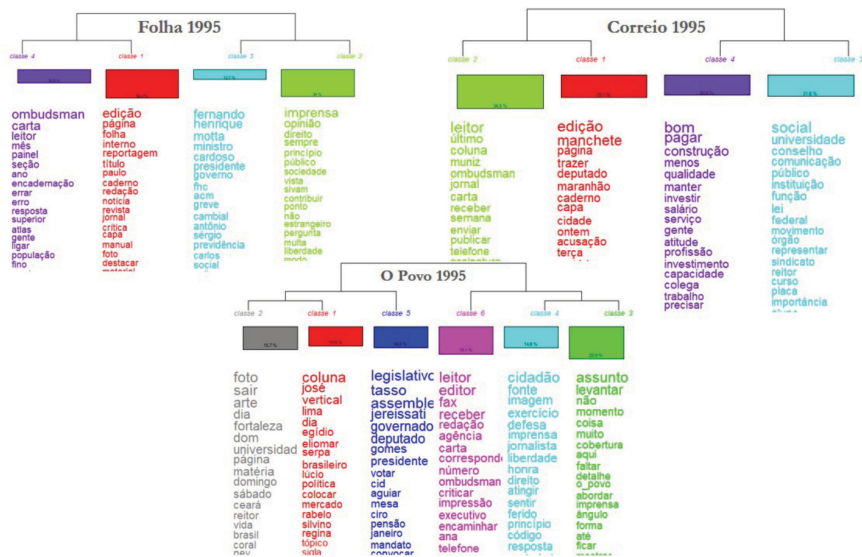 Folha 1995
classe 4
classe 1
classe 3
classe 2
ombudsman
carta
leitor
mês
painel
seção
ano
encadernação
errar
erro
resposta
superior
atlas
gente
ligar
população
fino
edição
página
folha
interno
reportagem
título
paulo
caderno
redação
notícia
revista
jornal
crítica
capa
manual
foto
destacar
material
fernando
henrique
motta
ministro
cardoso
presidente
governo
fhc
acm
greve
cambial
antônio
sérgio
previdência
carlos
social
imprensa
opinião
direito
sempre
princípio
público
sociedade
vista
sivam
contribuir
ponto
não
estrangeiro
pergunta
multa
liberdade
modo
Correio 1995
classe 2
classe 1
classe 4
classe 3
leitor
último
coluna
muniz
ombudsman
jornal
carta
receber
semana
enviar
publicar
telefone
edição
manchete
página
trazer
deputado
maranhão
caderno
capa
cidade
ontem
acusação
terça
bom
pagar
construção
menos
qualidade
manter
investir
salário
serviço
gente
atitude
profissão
investimento
capacidade
colega
trabalho
precisar
social
universidade
conselho
comunicação
público
instituição
função
lei
federal
movimento
órgão
representar
sindicato
reitor
curso
placa
importância
O Povo 1995
classe 2
classe 1
classe 5
classe 6
classe 4
classe 3
foto
sair
arte
dia
fortaleza
dom
universidad
página
matéria
domingo
sábado
ceará
reitor
vida
brasil
coral
coluna
josé
vertical
lima
dia
egídio
eliomar
serpa
brasileiro
lúcio
política
colocar
mercado
rabelo
silvino
regina
tópico
sigla
legislativo
tasso
assemble
jereissati
governado
deputado
gomes
presidente
votar
cid
aguiar
mesa
ciro
pensão
janeiro
mandato
convocar
leitor
editor
fax
receber
redação
agência
carta
correspond
número
ombudsman
criticar
impressão
executivo
encaminhar
ana
telefone
cidadão
fonte
imagem
exercício
defesa
imprensa
jornalista
liberdade
honra
direito
atingir
sentir
ferido
princípio
código
resposta
assunto
levantar
não
momento
coisa
muito
cobertura
aqui
faltar
detalhe
o_povo
abordar
imprensa
ângulo
forma
até
ficar